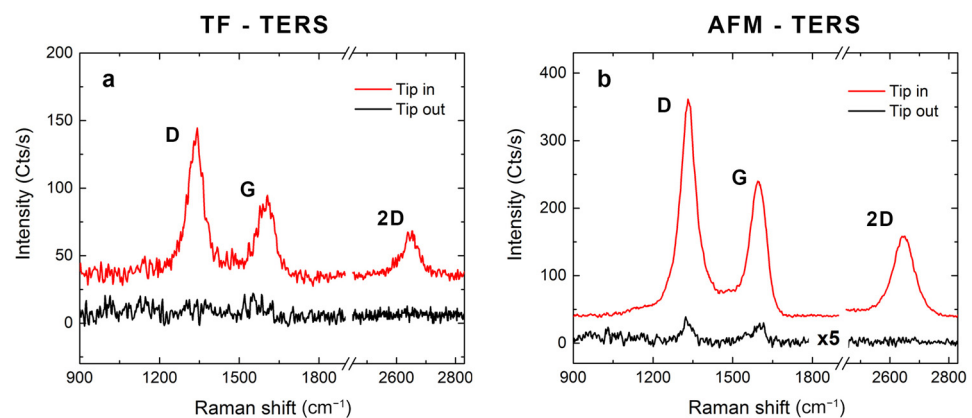 TF - TERS
AFM - TERS
a
Tip in
Tip out
D
G
2D
200
150
100
50
0
Intensity (Cts/s)
900
1200
1500
1800
2600
2800
Raman shift (cm⁻¹)
b
Tip in
Tip out
D
G
2D
x5
400
300
200
100
0
Intensity (Cts/s)
900
1200
1500
1800
2600
2800
Raman shift (cm⁻¹)